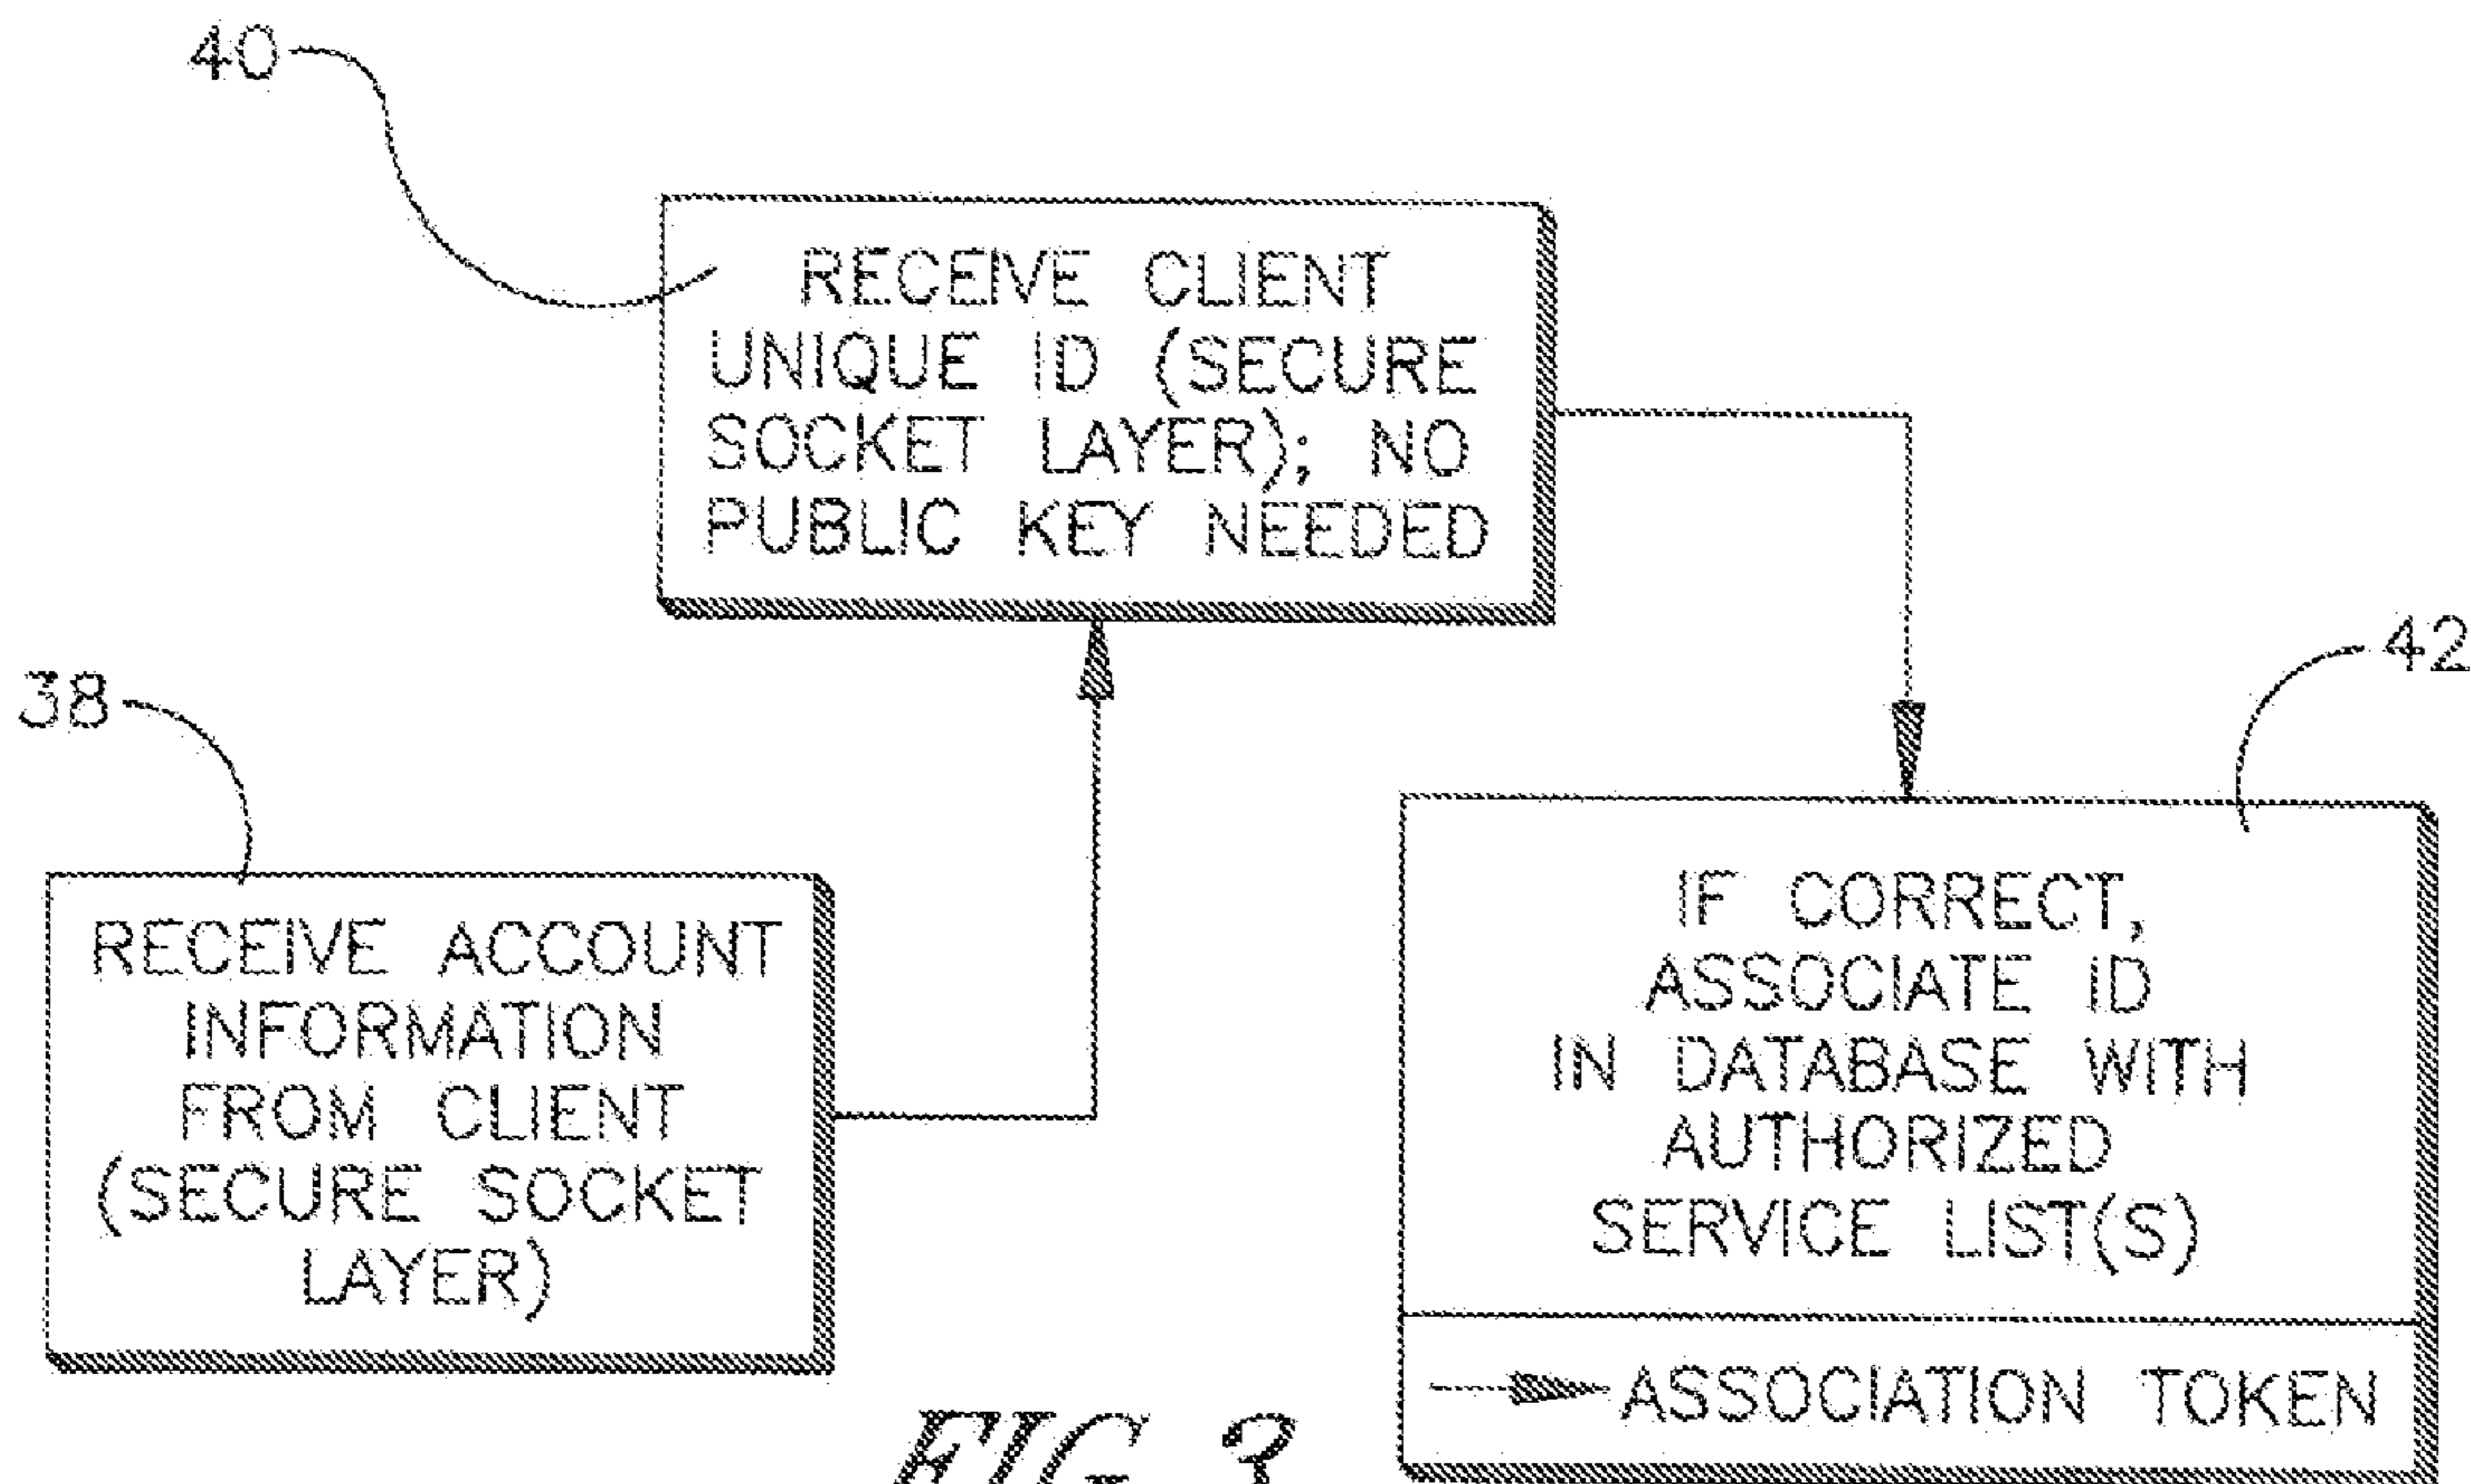 40
RECEIVE CLIENT
UNIQUE ID (SECURE
SOCKET LAYER); NO
PUBLIC KEY NEEDED
38
RECEIVE ACCOUNT
INFORMATION
FROM CLIENT
(SECURE SOCKET
LAYER)
42
IF CORRECT,
ASSOCIATE ID
IN DATABASE WITH
AUTHORIZED
SERVICE LIST(S)
ASSOCIATION TOKEN
FIG. 3